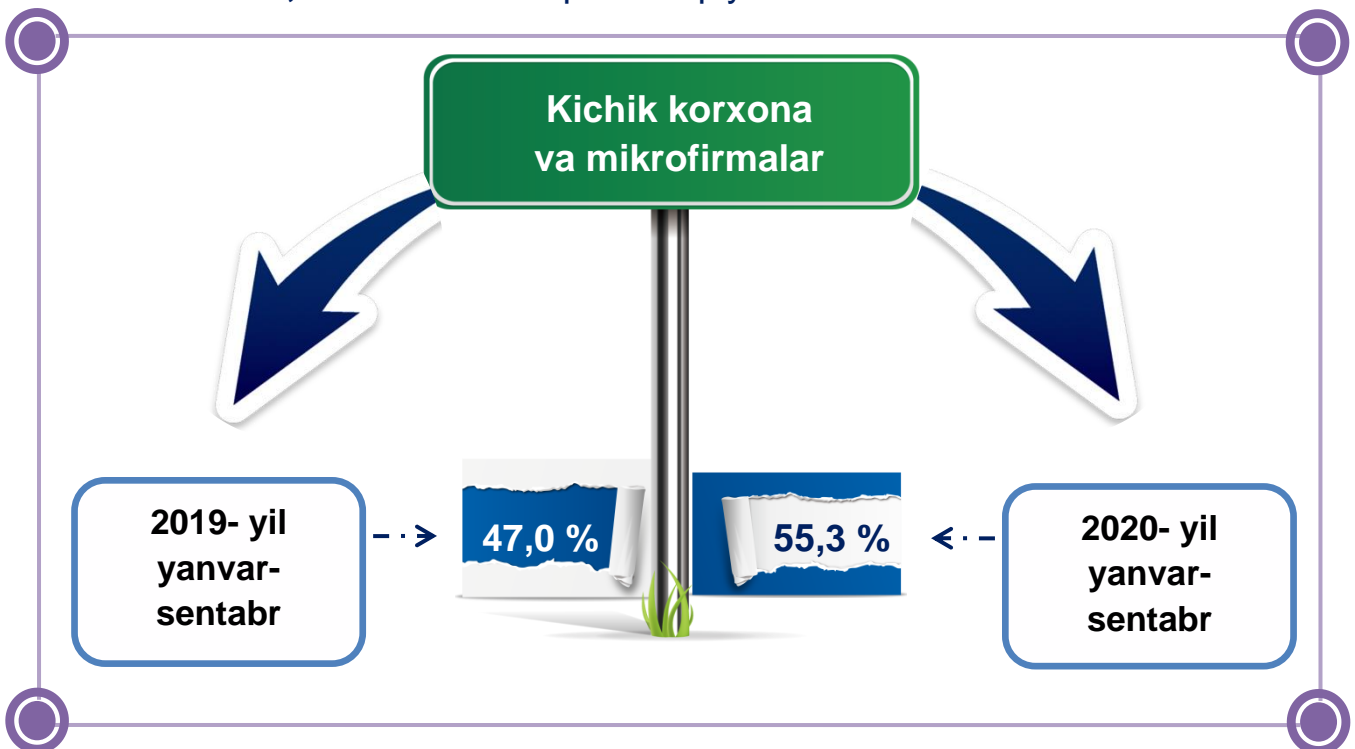 Kichik korxona
va mikrofirmalar
2019- yil
yanvar-
sentabr
47,0 %
55,3 %
2020- yil
yanvar-
sentabr